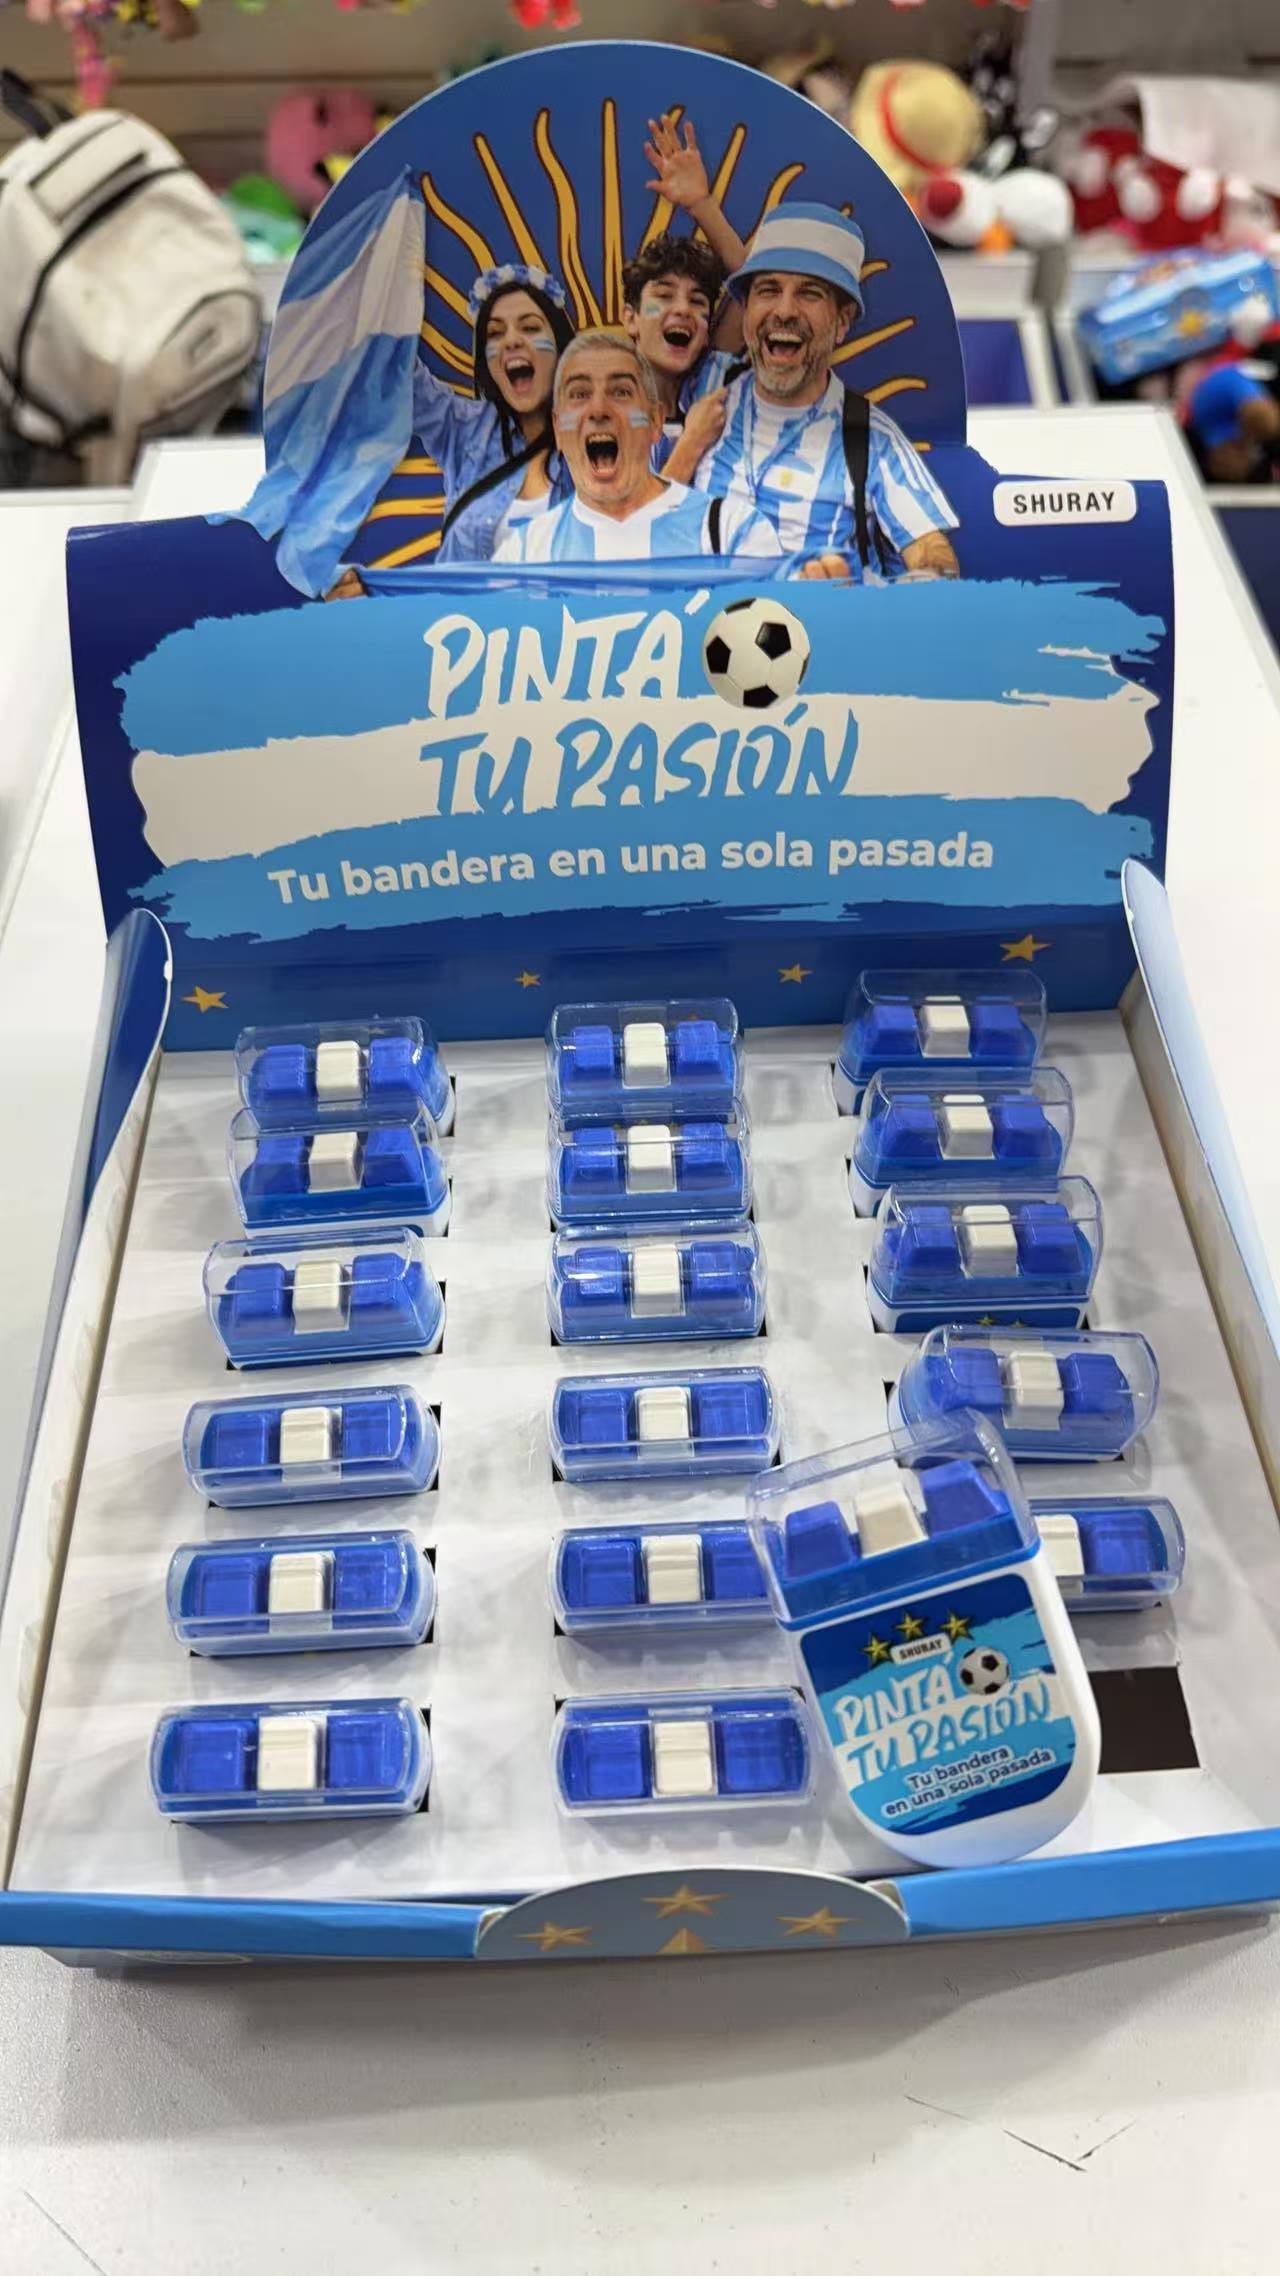 SHURAY
PINTÁ
TU PASIÓN
Tu bandera en una sola pasada
SHURAY
PINTÁ
TU PASIÓN
Tu bandera
en una sola pasada